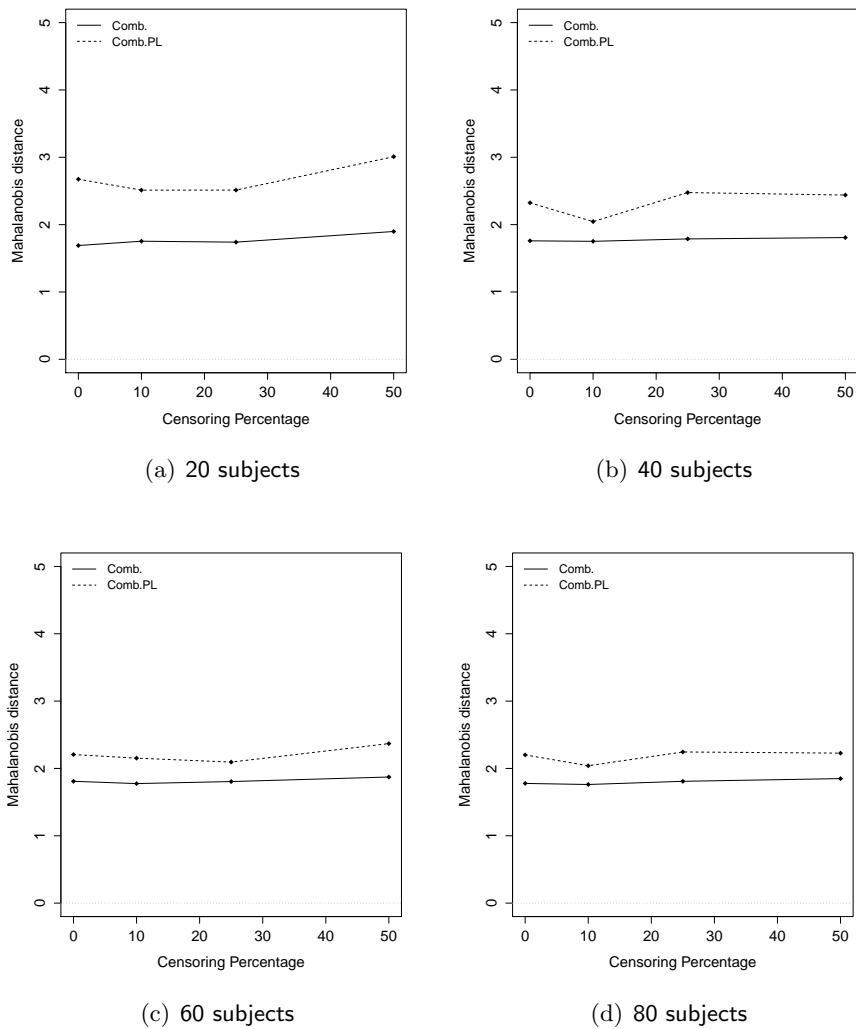 Comb.
Comb.PL
Mahalanobis distance
5
4
3
2
1
0
0 10 20 30 40 50
Censoring Percentage
(a) 20 subjects
Comb.
Comb.PL
Mahalanobis distance
5
4
3
2
1
0
0 10 20 30 40 50
Censoring Percentage
(b) 40 subjects
Comb.
Comb.PL
Mahalanobis distance
5
4
3
2
1
0
0 10 20 30 40 50
Censoring Percentage
(c) 60 subjects
Comb.
Comb.PL
Mahalanobis distance
5
4
3
2
1
0
0 10 20 30 40 50
Censoring Percentage
(d) 80 subjects